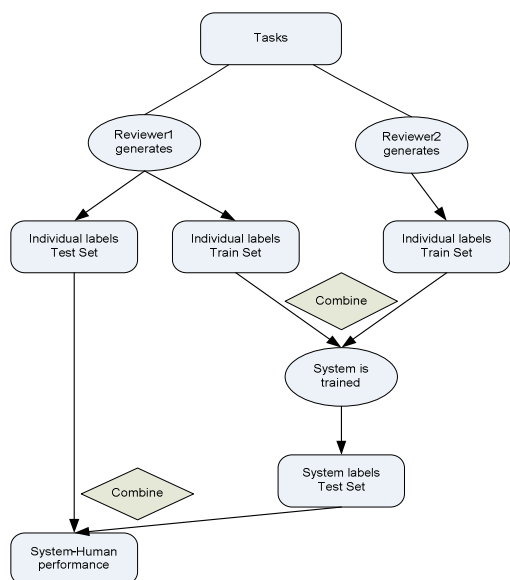 Tasks
Reviewer1
generates
Reviewer2
generates
Individual labels
Test Set
Individual labels
Train Set
Individual labels
Train Set
Combine
System is
trained
System labels
Test Set
Combine
System-Human
performance